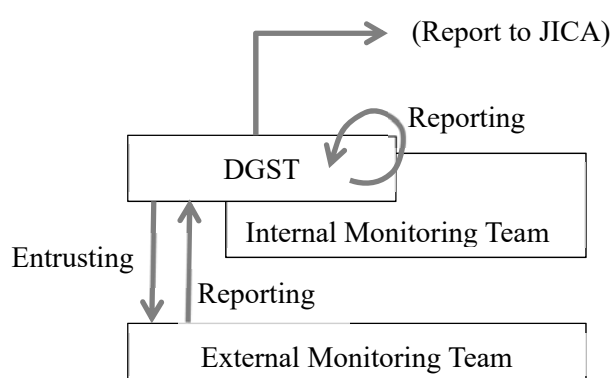 (Report to JICA)
Reporting
DGST
Internal Monitoring Team
Entrusting
Reporting
External Monitoring Team